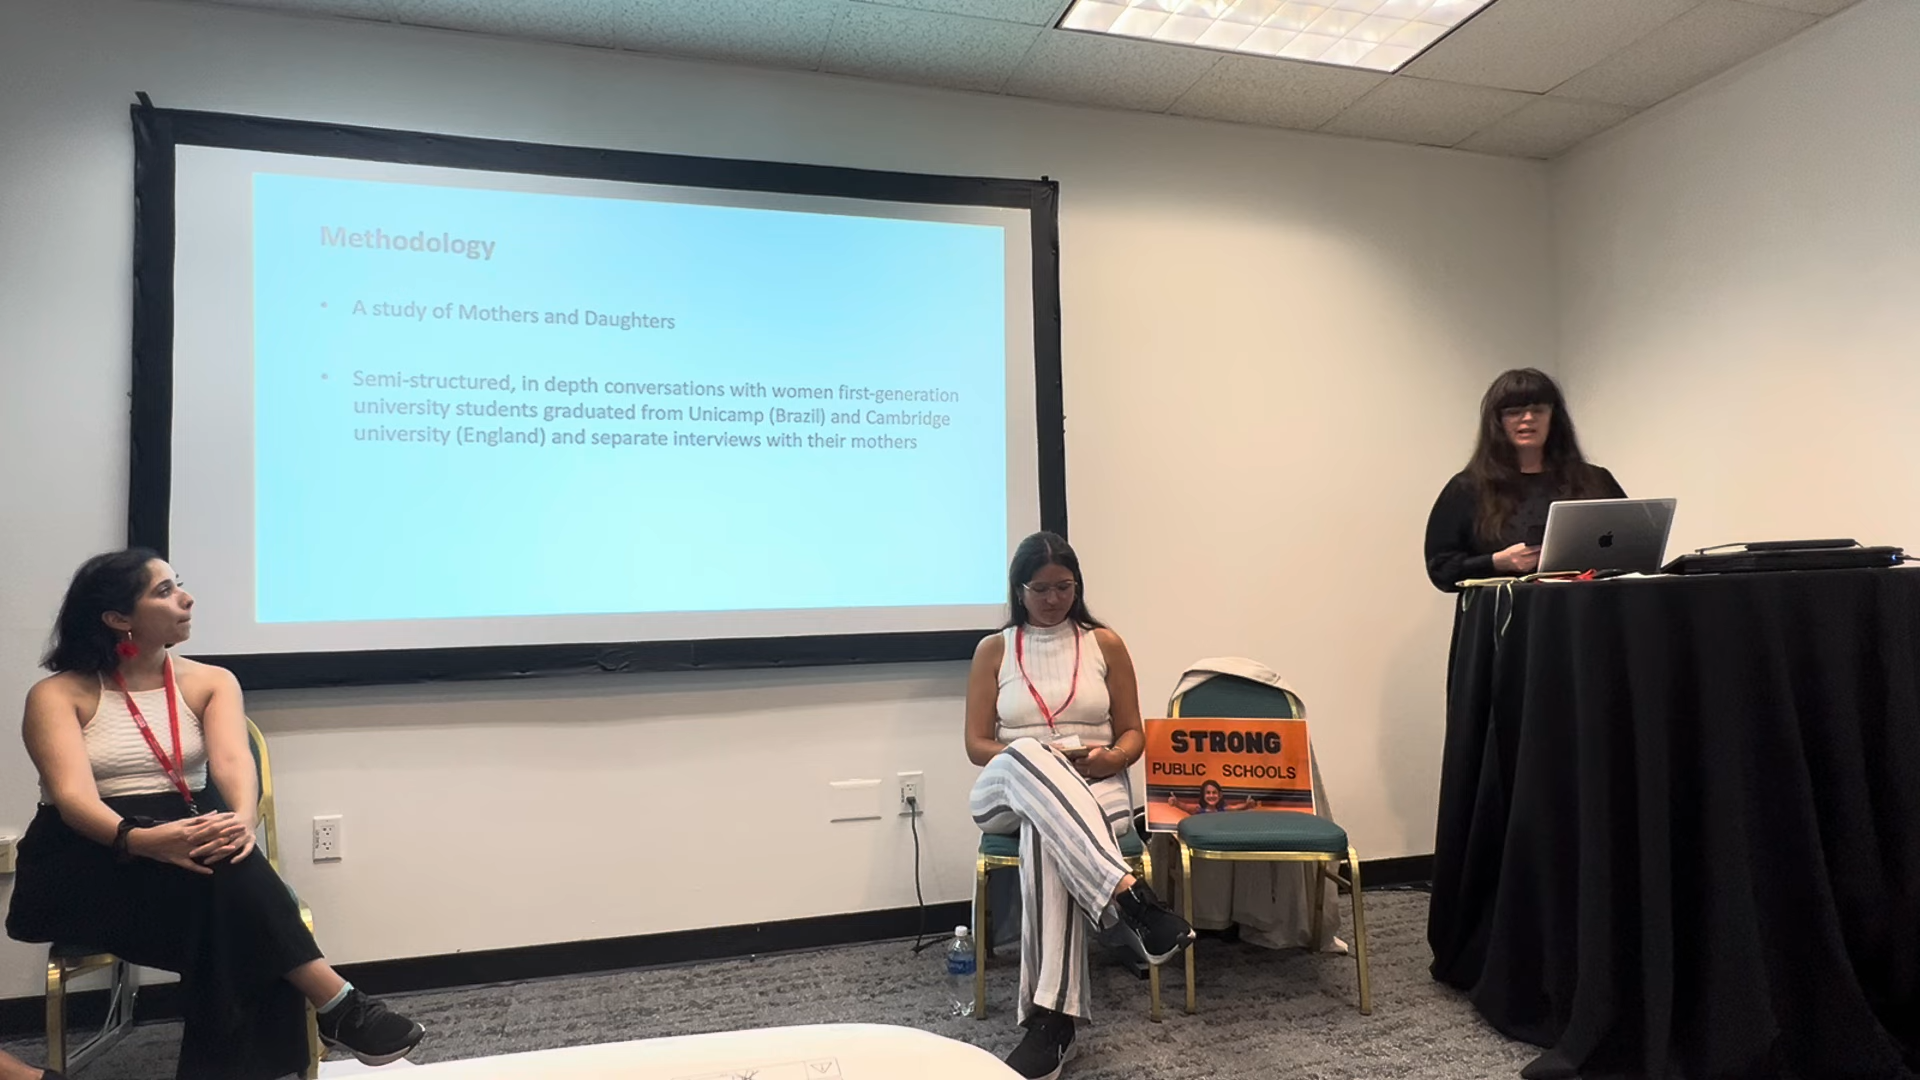 Methodology
• A study of Mothers and Daughters
• Semi-structured, in depth conversations with women first-generation
university students graduated from Unicamp (Brazil) and Cambridge
university (England) and separate interviews with their mothers
STRONG
PUBLIC SCHOOLS